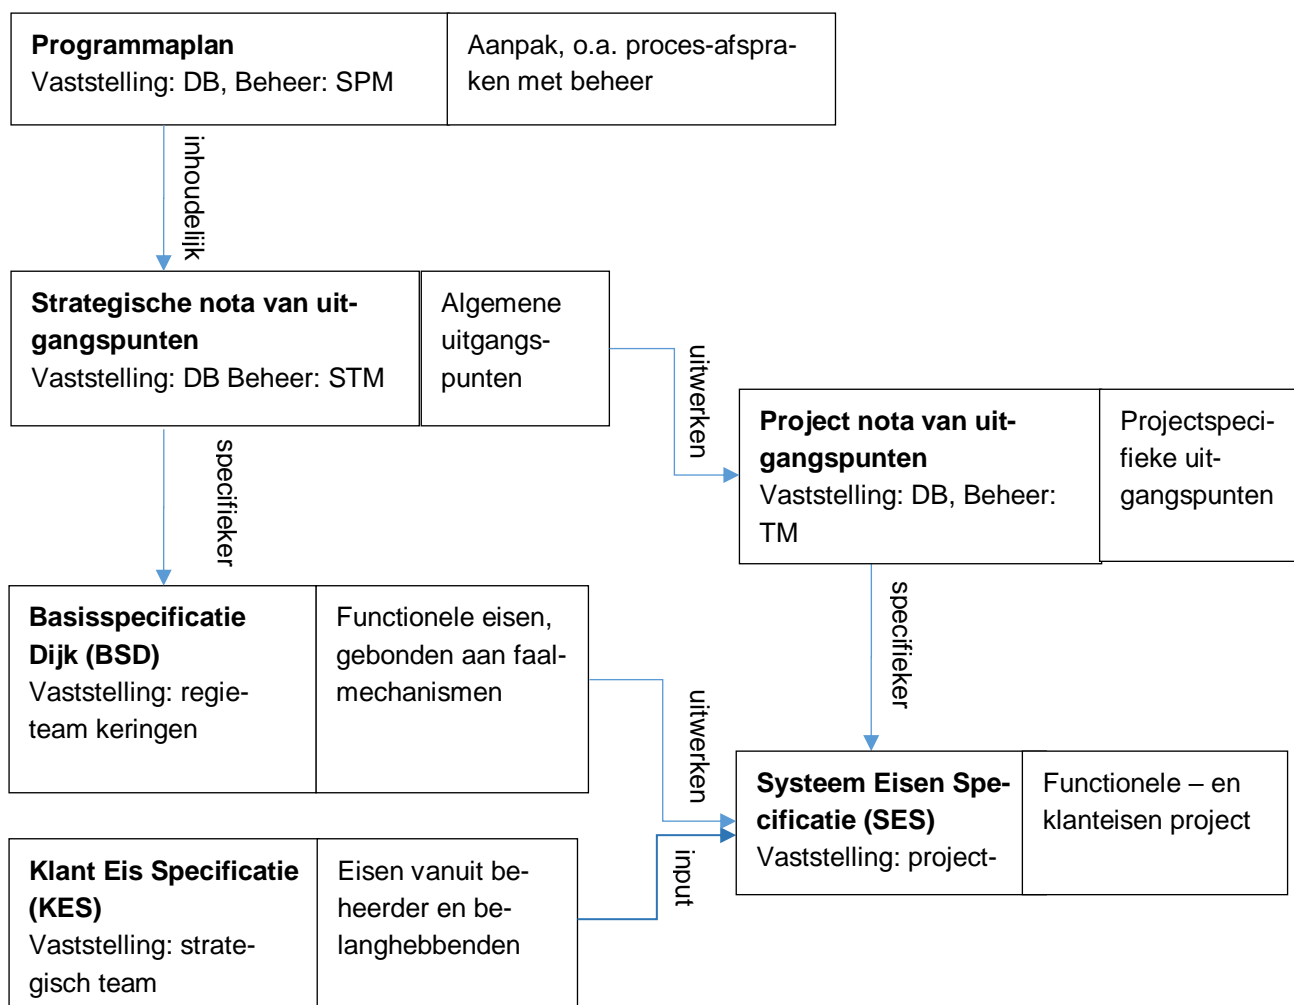 Programmaplan
Vaststelling: DB, Beheer: SPM
Aanpak, o.a. proces-afspra-
ken met beheer
inhoudelijk
Strategische nota van uit-
gangspunten
Vaststelling: DB Beheer: STM
Algemene
uitgangs-
punten
uitwerken
Project nota van uit-
gangspunten
Vaststelling: DB, Beheer:
TM
Projectspeci-
fieke uit-
gangspunten
specifieker
specifieker
Basisspecificatie
Dijk (BSD)
Vaststelling: regie-
team keringen
Functionele eisen,
gebonden aan faal-
mechanismen
uitwerken
Systeem Eisen Spe-
cificatie (SES)
Vaststelling: project-
Functionele – en
klanteisen project
Klant Eis Specificatie
(KES)
Vaststelling: strate-
gisch team
Eisen vanuit be-
heerder en be-
langhebbenden
input